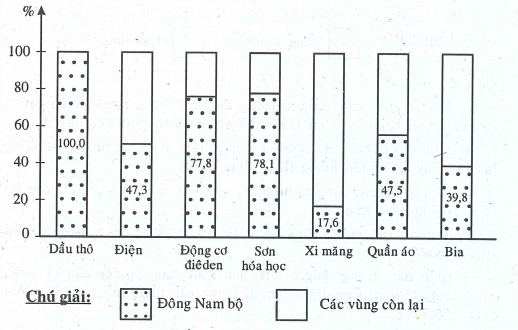 %
100
80
60
40
20
0
100,0
47,3
77,8
78,1
17,6
47,5
39,8
Dầu thô
Điện
Động cơ
điêden
Sơn
hóa học
Xi măng
Quần áo
Bia
Chú giải:
Đông Nam bộ
Các vùng còn lại